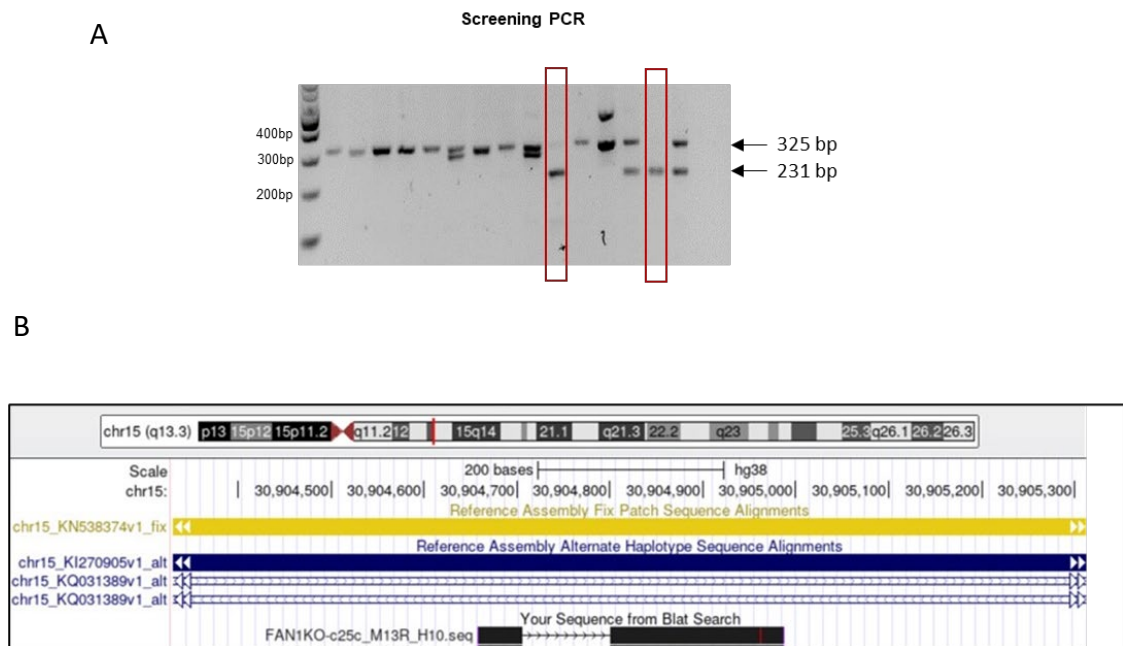 Screening PCR
A
400bp
300bp
200bp
325 bp
231 bp
B
chr15 (q13.3) p13 15p12 15p11.2 q11.2 12 15q14 21.1 q21.3 22.2 q23 25.3 q26.1 26.2 26.3
Scale 200 bases hg38
chr15: 30,904,500 30,904,600 30,904,700 30,904,800 30,904,900 30,905,000 30,905,100 30,905,200 30,905,300
Reference Assembly Fix Patch Sequence Alignments
chr15_KN538374v1_fix
Reference Assembly Alternate Haplotype Sequence Alignments
chr15_KI270905v1_alt
chr15_KQ031389v1_alt
chr15_KQ031389v1_alt
Your Sequence from Blat Search
FAN1KO-c25c_M13R_H10.seq